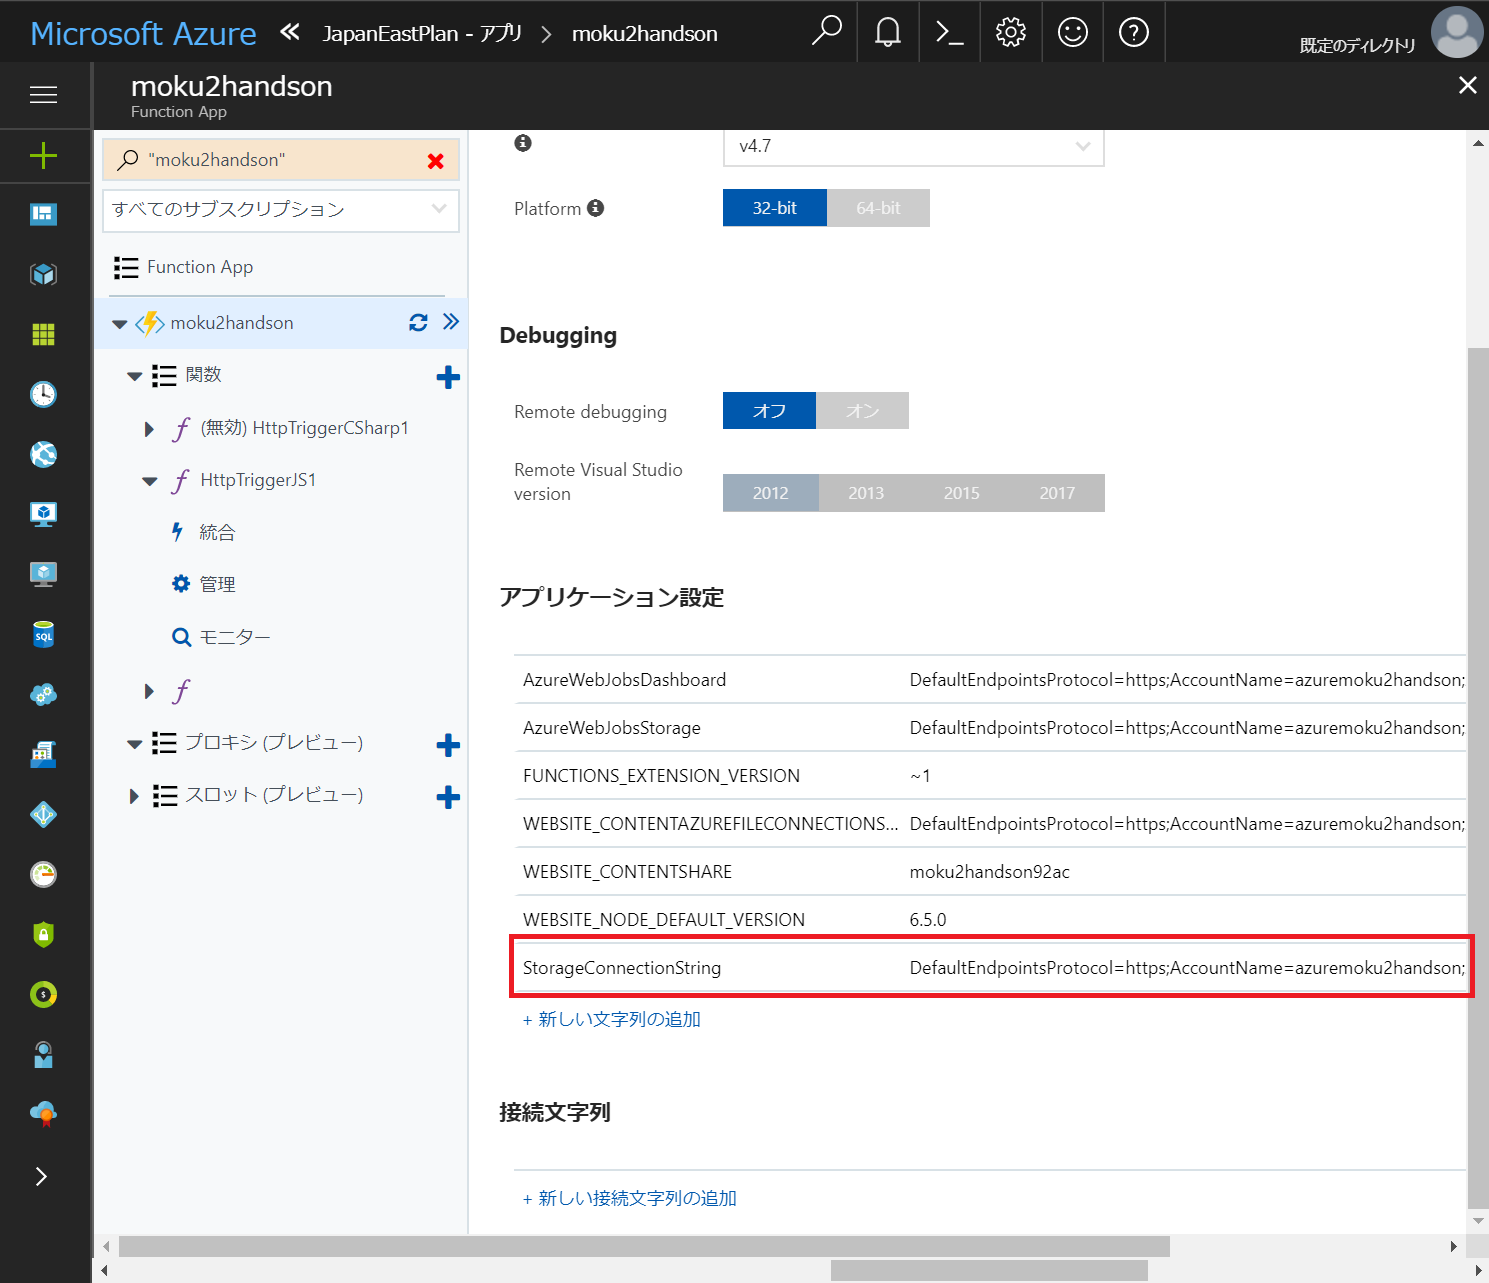 Microsoft Azure « JapanEastPlan - アプリ > moku2handson
既定のディレクトリ
moku2handson
Function App
"moku2handson"
すべてのサブスクリプション
Function App
moku2handson
関数
(無効) HttpTriggerCSharp1
HttpTriggerJS1
統合
管理
モニター
プロキシ (プレビュー)
スロット (プレビュー)
v4.7
Platform 32-bit 64-bit
Debugging
Remote debugging オフ オン
Remote Visual Studio
version
2012 2013 2015 2017
アプリケーション設定
AzureWebJobsDashboard DefaultEndpointsProtocol=https;AccountName=azuremoku2handson;
AzureWebJobsStorage DefaultEndpointsProtocol=https;AccountName=azuremoku2handson;
FUNCTIONS_EXTENSION_VERSION ~1
WEBSITE_CONTENTAZUREFILECONNECTIONS... DefaultEndpointsProtocol=https;AccountName=azuremoku2handson;
WEBSITE_CONTENTSHARE moku2handson92ac
WEBSITE_NODE_DEFAULT_VERSION 6.5.0
StorageConnectionString DefaultEndpointsProtocol=https;AccountName=azuremoku2handson;
+ 新しい文字列の追加
接続文字列
+ 新しい接続文字列の追加